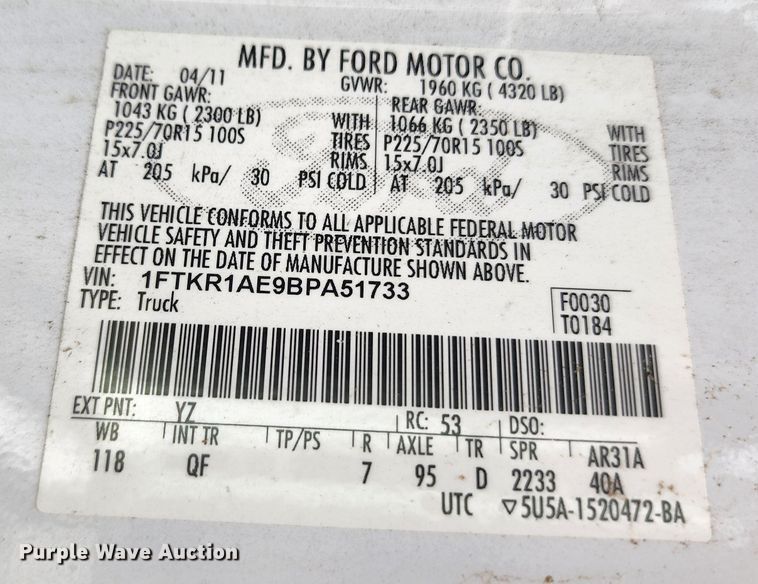 MFD. BY FORD MOTOR CO.
DATE: 04/11 GVWR: 1960 KG ( 4320 LB)
FRONT GAWR: REAR GAWR:
1043 KG ( 2300 LB) WITH 1066 KG ( 2350 LB) WITH
P225/70R15 100S TIRES P225/70R15 100S TIRES
15x7.0J RIMS 15x7.0J RIMS
AT 205 kPa/ 30 PSI COLD AT 205 kPa/ 30 PSI COLD
THIS VEHICLE CONFORMS TO ALL APPLICABLE FEDERAL MOTOR
VEHICLE SAFETY AND THEFT PREVENTION STANDARDS IN
EFFECT ON THE DATE OF MANUFACTURE SHOWN ABOVE.
VIN: 1FTKR1AE9BPA51733
TYPE: Truck
F0030
T0184
EXT PNT: YZ RC: 53 DSO:
WB INT TR TP/PS R AXLE TR SPR AR31A
118 QF 7 95 D 2233 40A
UTC ▽5U5A-1520472-BA
Ford
Purple Wave Auction